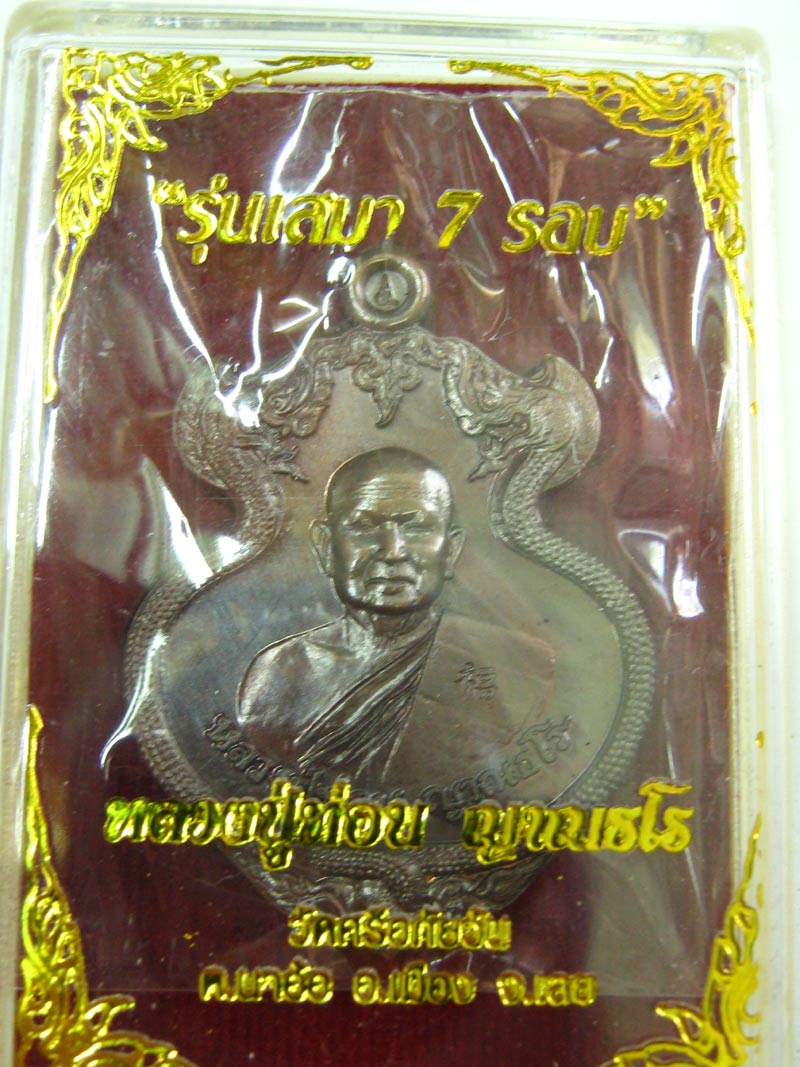 “รุ่นเสมา 7 รอบ”
หลวงปู่ท่อน ญาณธโร
วัดศรีอภัยวัน
ต.นาอ้อ อ.เมือง จ.เลย